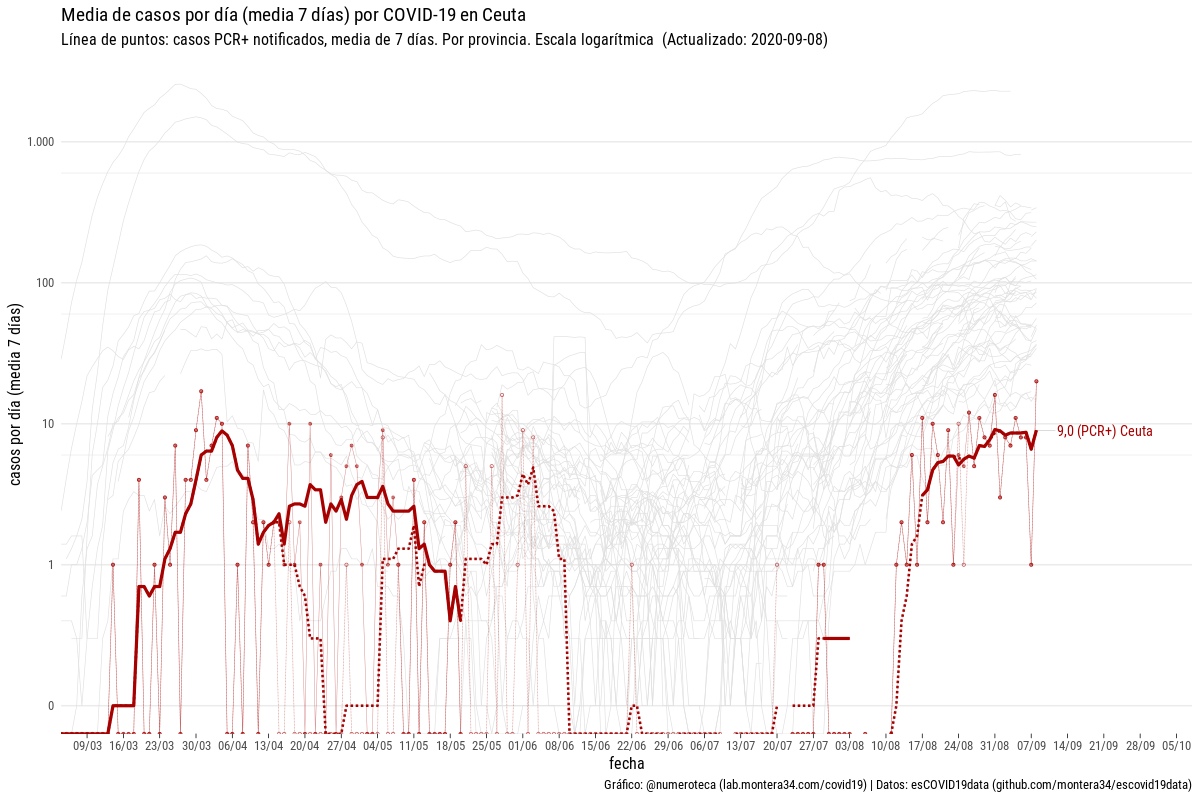 Media de casos por día (media 7 días) por COVID-19 en Ceuta
Línea de puntos: casos PCR+ notificados, media de 7 días. Por provincia. Escala logarítmica  (Actualizado: 2020-09-08)
casos por día (media 7 días)
1.000
100
10
1
0
9,0 (PCR+) Ceuta
09/03 16/03 23/03 30/03 06/04 13/04 20/04 27/04 04/05 11/05 18/05 25/05 01/06 08/06 15/06 22/06 29/06 06/07 13/07 20/07 27/07 03/08 10/08 17/08 24/08 31/08 07/09 14/09 21/09 28/09 05/10
fecha
Gráfico: @numeroteca (lab.montera34.com/covid19) | Datos: esCOVID19data (github.com/montera34/escovid19data)